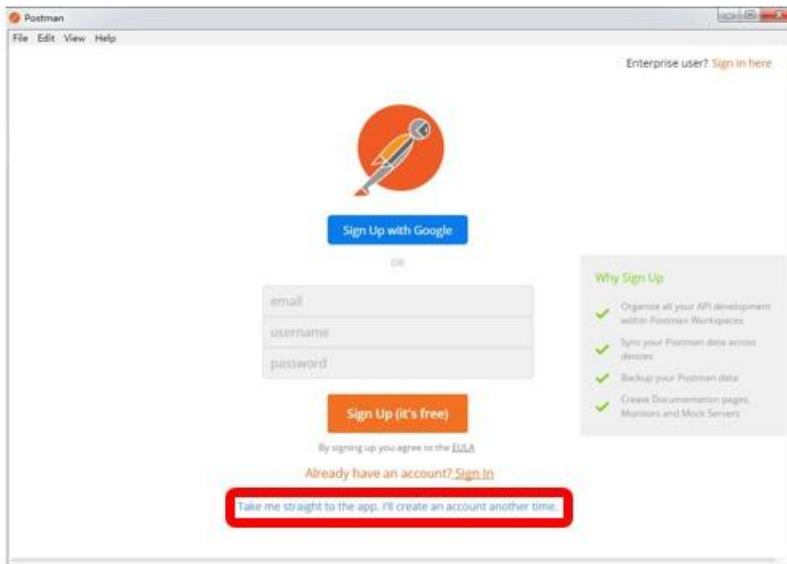 Postman
File Edit View Help
Enterprise user? Sign in here
Sign Up with Google
OR
email
username
password
Sign Up (it's free)
By signing up you agree to the EULA
Already have an account? Sign In
Take me straight to the app. I'll create an account another time.
Why Sign Up
Organize all your API development
within Postman Workspaces
Sync your Postman data across
devices
Backup your Postman data
Create Documentation pages,
Monitors and Mock Servers